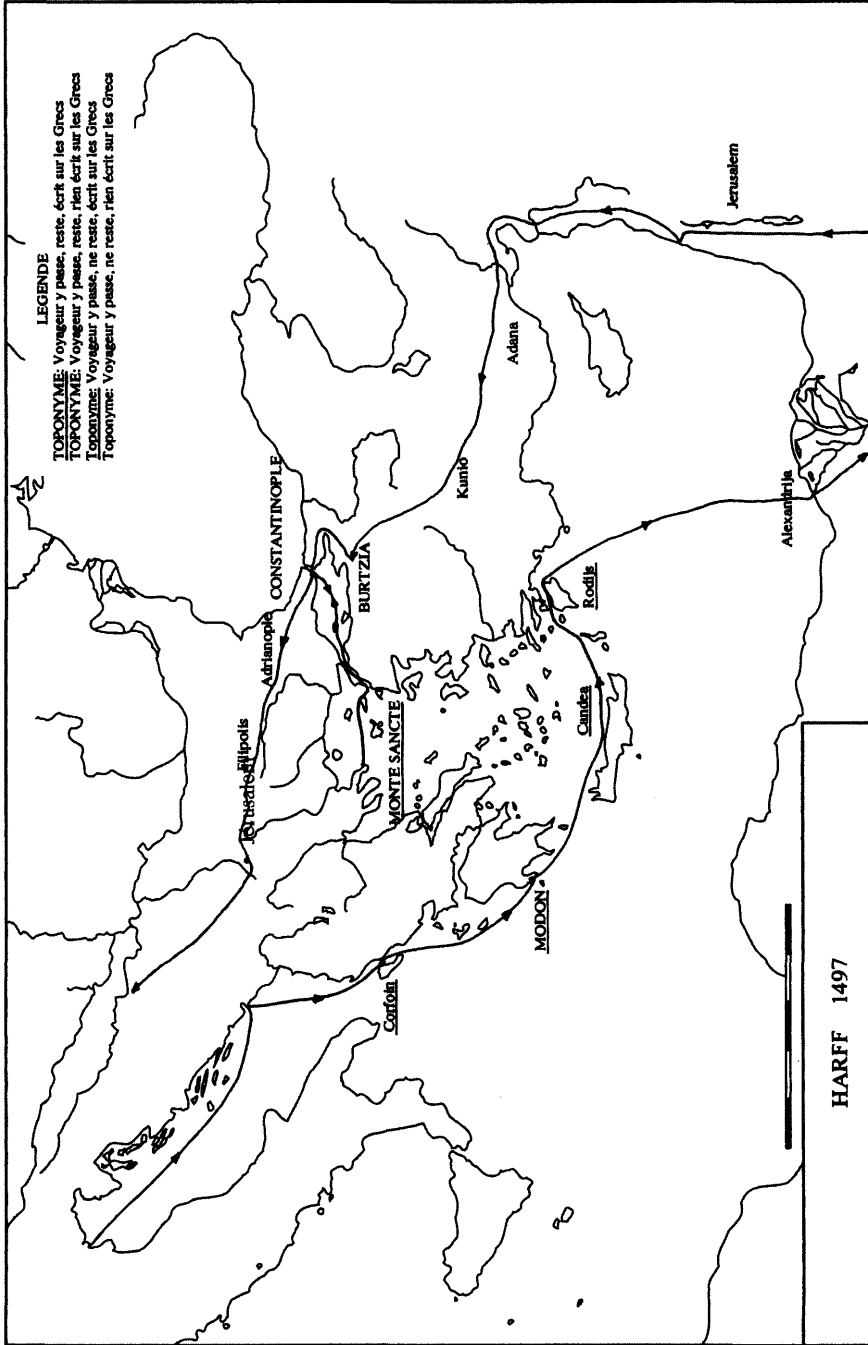 LEGENDE
TOPONYME: Voyageur y passe, reste, écrit sur les Grecs
TOPONYME: Voyageur y passe, reste, rien écrit sur les Grecs
Toponyme: Voyageur y passe, ne reste, écrit sur les Grecs
Toponyme: Voyageur y passe, ne reste, rien écrit sur les Grecs
Jerusalem
Filipolis
Adrianople
CONSTANTINOPLE
BURTZIA
MONTE SANCTE
Kunio
Adana
Jerusalem
Corfoin
MODON
Candea
Rodijs
Alexandrija
HARFF 1497